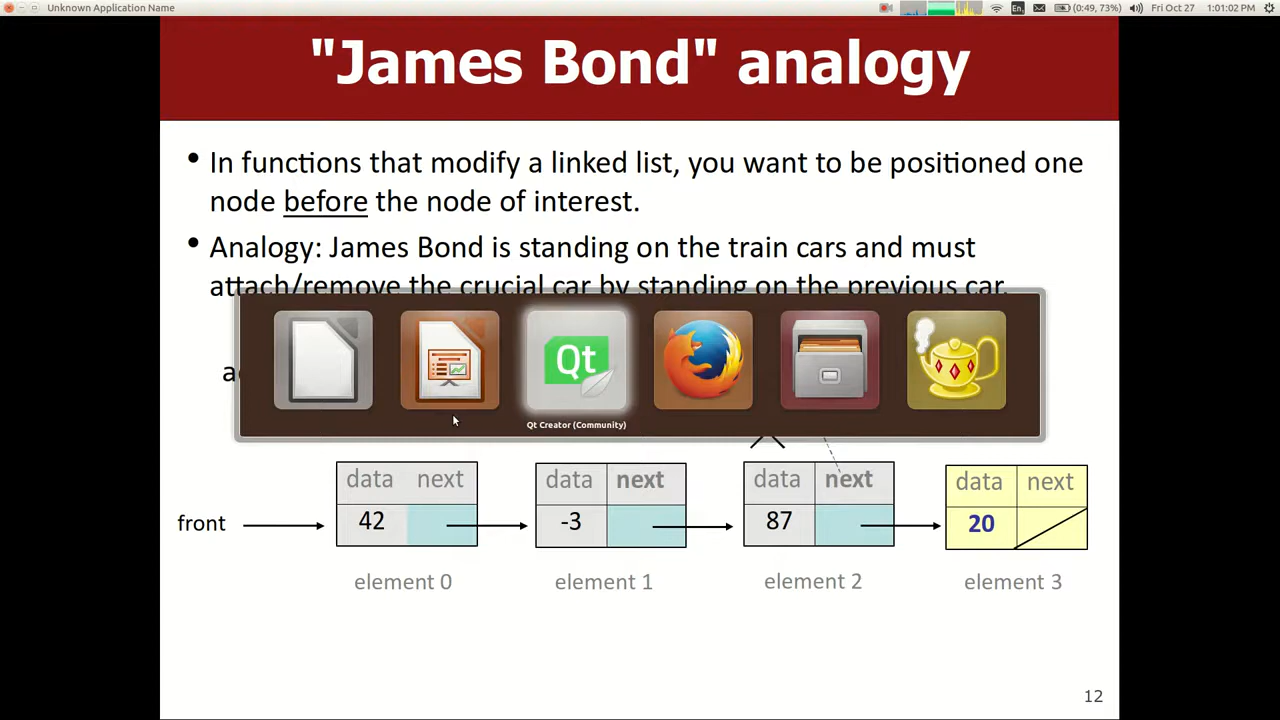 Unknown Application Name
En
(0:49, 73%)
Fri Oct 27
1:01:02 PM
"James Bond" analogy
• In functions that modify a linked list, you want to be positioned one
node before the node of interest.
• Analogy: James Bond is standing on the train cars and must
attach/remove the crucial car by standing on the previous car.
Qt
Qt Creator (Community)
data next data next data next data next
front 42 -3 87 20
element 0 element 1 element 2 element 3
12